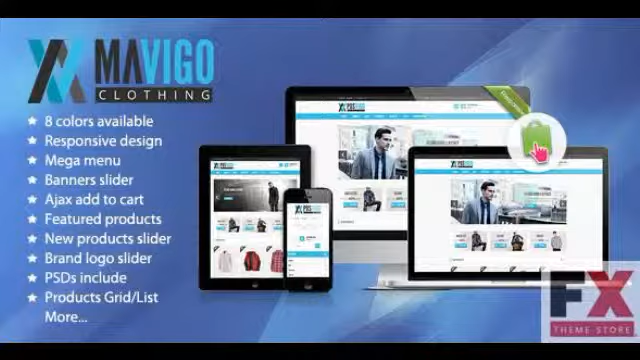 MAVIGO
CLOTHING
8 colors available
Responsive design
Mega menu
Banners slider
Ajax add to cart
Featured products
New products slider
Brand logo slider
PSDs include
Products Grid/List
More...
FX
THEME STORE